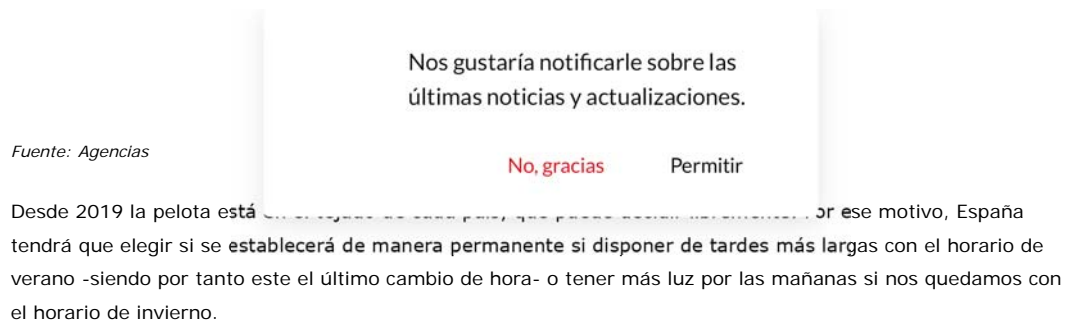 Nos gustaría notificarle sobre las
últimas noticias y actualizaciones.
No, gracias Permitir
Fuente: Agencias
Desde 2019 la pelota está ese motivo, España
tendrá que elegir si se establecerá de manera permanente si disponer de tardes más largas con el horario de
verano -siendo por tanto este el último cambio de hora- o tener más luz por las mañanas si nos quedamos con
el horario de invierno.